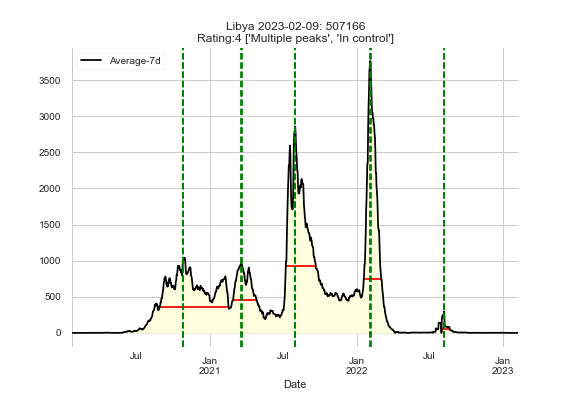 Libya 2023-02-09: 507166
Rating:4 ['Multiple peaks', 'In control']
Average-7d
3500
3000
2500
2000
1500
1000
500
0
Jul
Jan
2021
Jul
Jan
2022
Jul
Jan
2023
Date